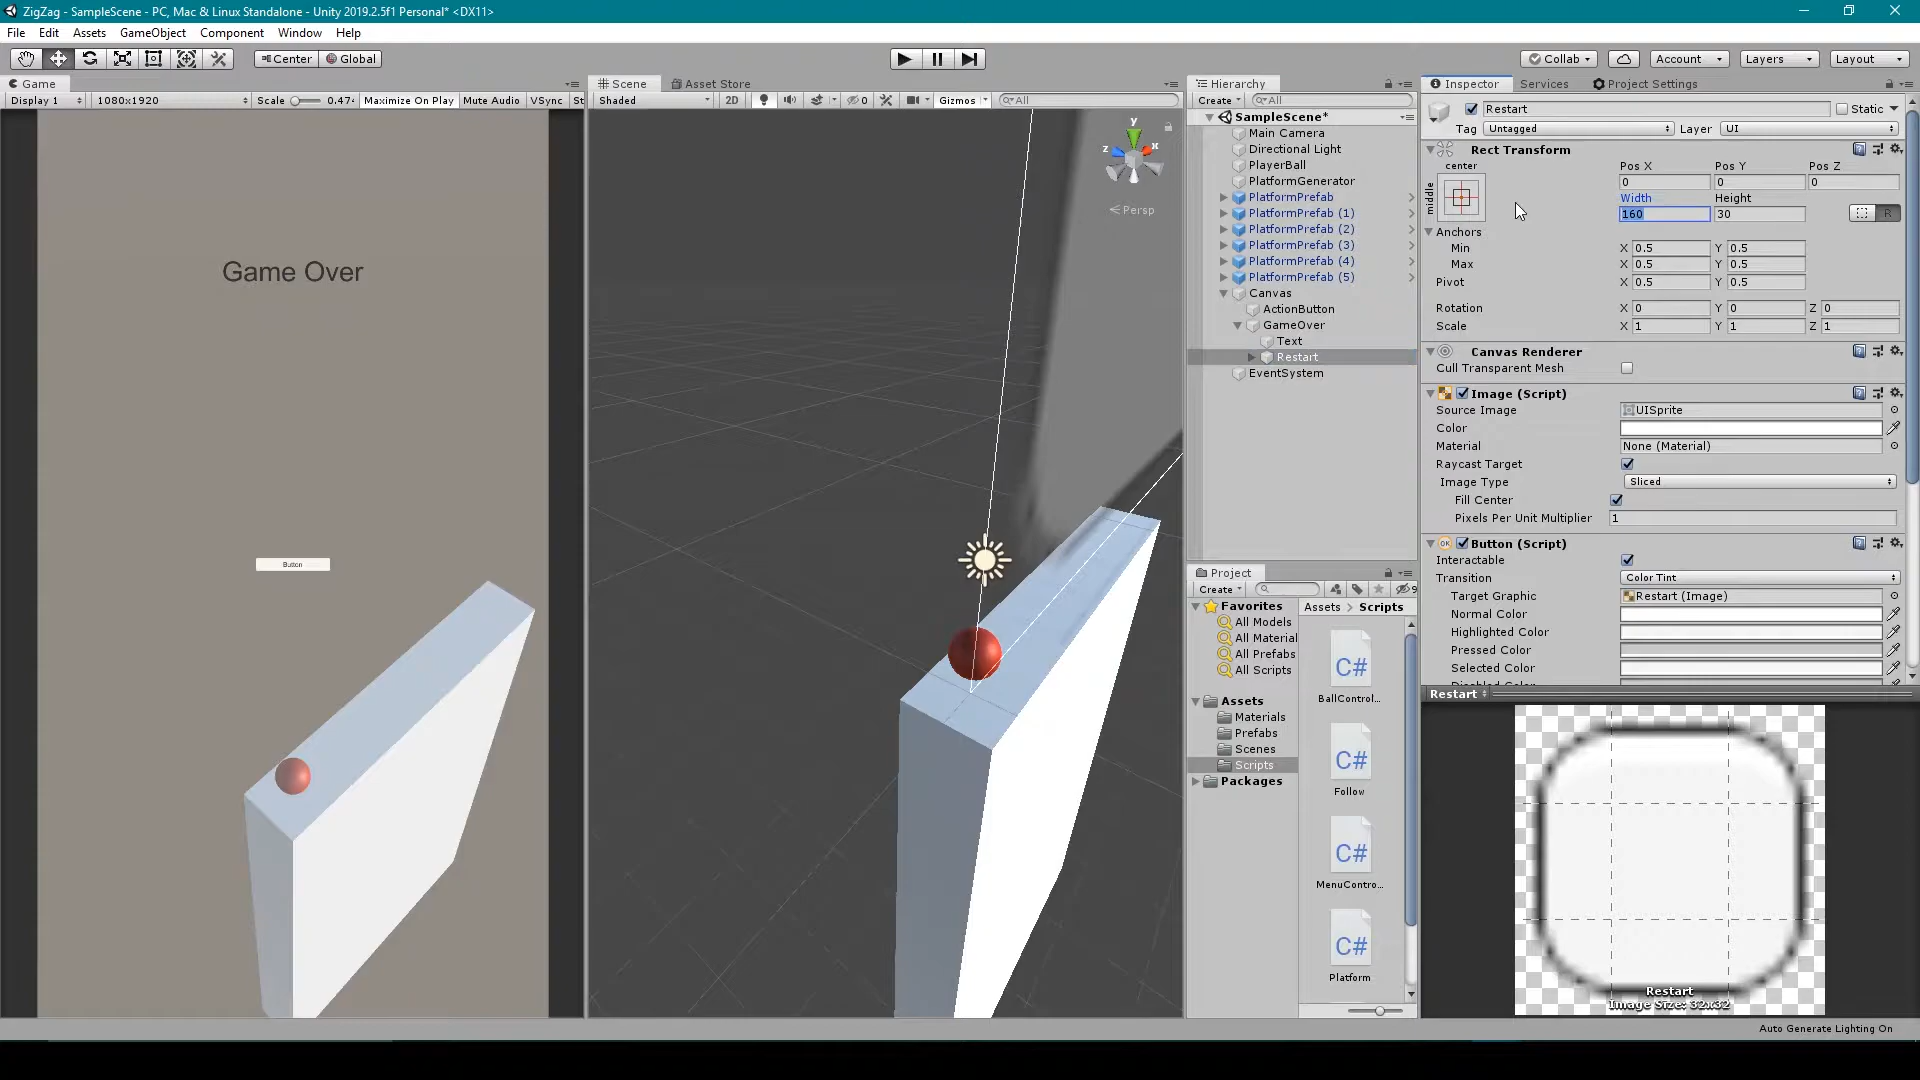 ZigZag - SampleScene - PC, Mac & Linux Standalone - Unity 2019.2.5f1 Personal* <DX11>
File Edit Assets GameObject Component Window Help
Center Global Collab Account Layers Layout
Game
Display 1 1080x1920 Scale 0.47 Maximize On Play Mute Audio VSync St
Game Over
Button
Scene Asset Store
Shaded 2D 0 Gizmos All
y
z x
Persp
Hierarchy
Create All
SampleScene*
Main Camera
Directional Light
PlayerBall
PlatformGenerator
PlatformPrefab
PlatformPrefab (1)
PlatformPrefab (2)
PlatformPrefab (3)
PlatformPrefab (4)
PlatformPrefab (5)
Canvas
ActionButton
GameOver
Text
Restart
EventSystem
Project
Create 9
Favorites
All Models
All Material
All Prefabs
All Scripts
Assets
Materials
Prefabs
Scenes
Scripts
Packages
Assets > Scripts
C#
BallControl...
C#
Follow
C#
MenuContro...
C#
Platform
Inspector Services Project Settings
Restart Static
Tag Untagged Layer UI
Rect Transform
center Pos X Pos Y Pos Z
middle 0 0 0
Width Height
160 30 R
Anchors
Min X 0.5 Y 0.5
Max X 0.5 Y 0.5
Pivot X 0.5 Y 0.5
Rotation X 0 Y 0 Z 0
Scale X 1 Y 1 Z 1
Canvas Renderer
Cull Transparent Mesh
Image (Script)
Source Image UISprite
Color
Material None (Material)
Raycast Target
Image Type Sliced
Fill Center
Pixels Per Unit Multiplier 1
OK Button (Script)
Interactable
Transition Color Tint
Target Graphic Restart (Image)
Normal Color
Highlighted Color
Pressed Color
Selected Color
Restart
Restart
Image Size: 32x32
Auto Generate Lighting On